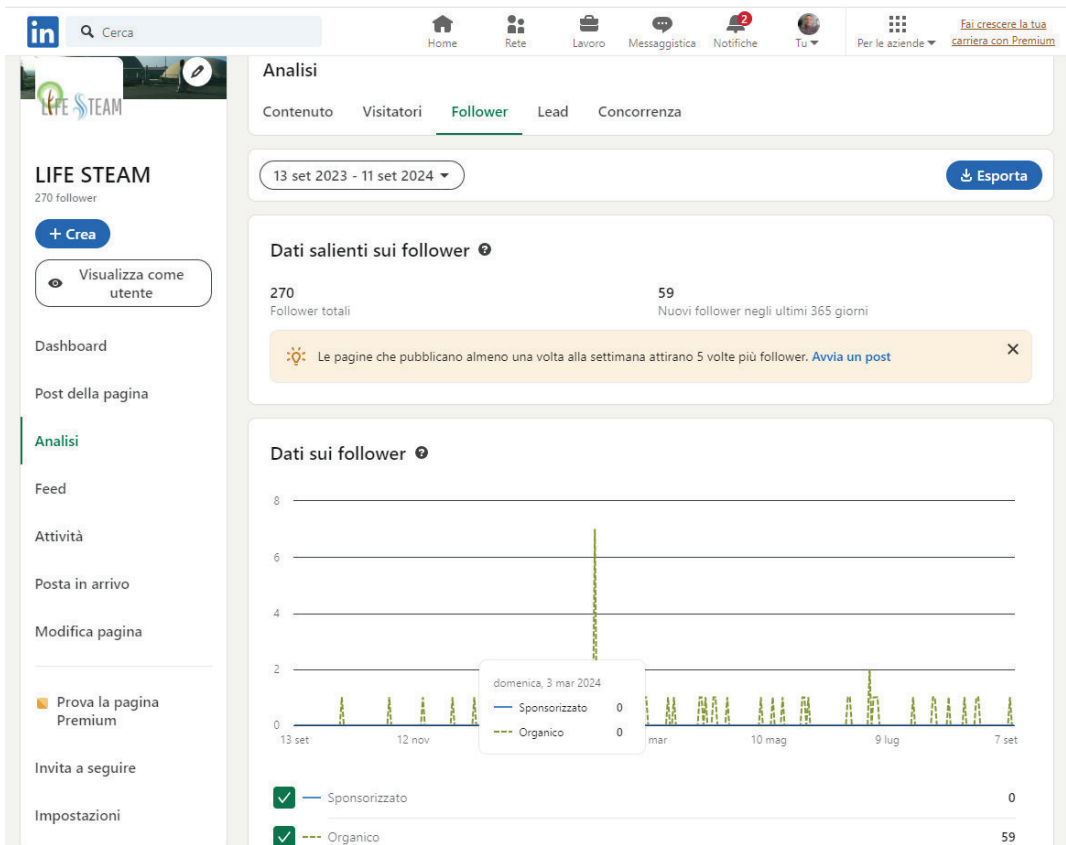 in
Cerca
Home
Rete
Lavoro
Messaggistica
2
Notifiche
Tu
Per le aziende
Fai crescere la tua
carriera con Premium
LIFE STEAM
LIFE STEAM
270 follower
+ Crea
Visualizza come
utente
Dashboard
Post della pagina
Analisi
Feed
Attività
Posta in arrivo
Modifica pagina
Prova la pagina
Premium
Invita a seguire
Impostazioni
Analisi
Contenuto Visitatori Follower Lead Concorrenza
13 set 2023 - 11 set 2024
Esporta
Dati salienti sui follower
270
Follower totali
59
Nuovi follower negli ultimi 365 giorni
Le pagine che pubblicano almeno una volta alla settimana attirano 5 volte più follower. Avvia un post
Dati sui follower
8
6
4
2
0
domenica, 3 mar 2024
Sponsorizzato 0
Organico 0
13 set 12 nov mar 10 mag 9 lug 7 set
Sponsorizzato 0
Organico 59